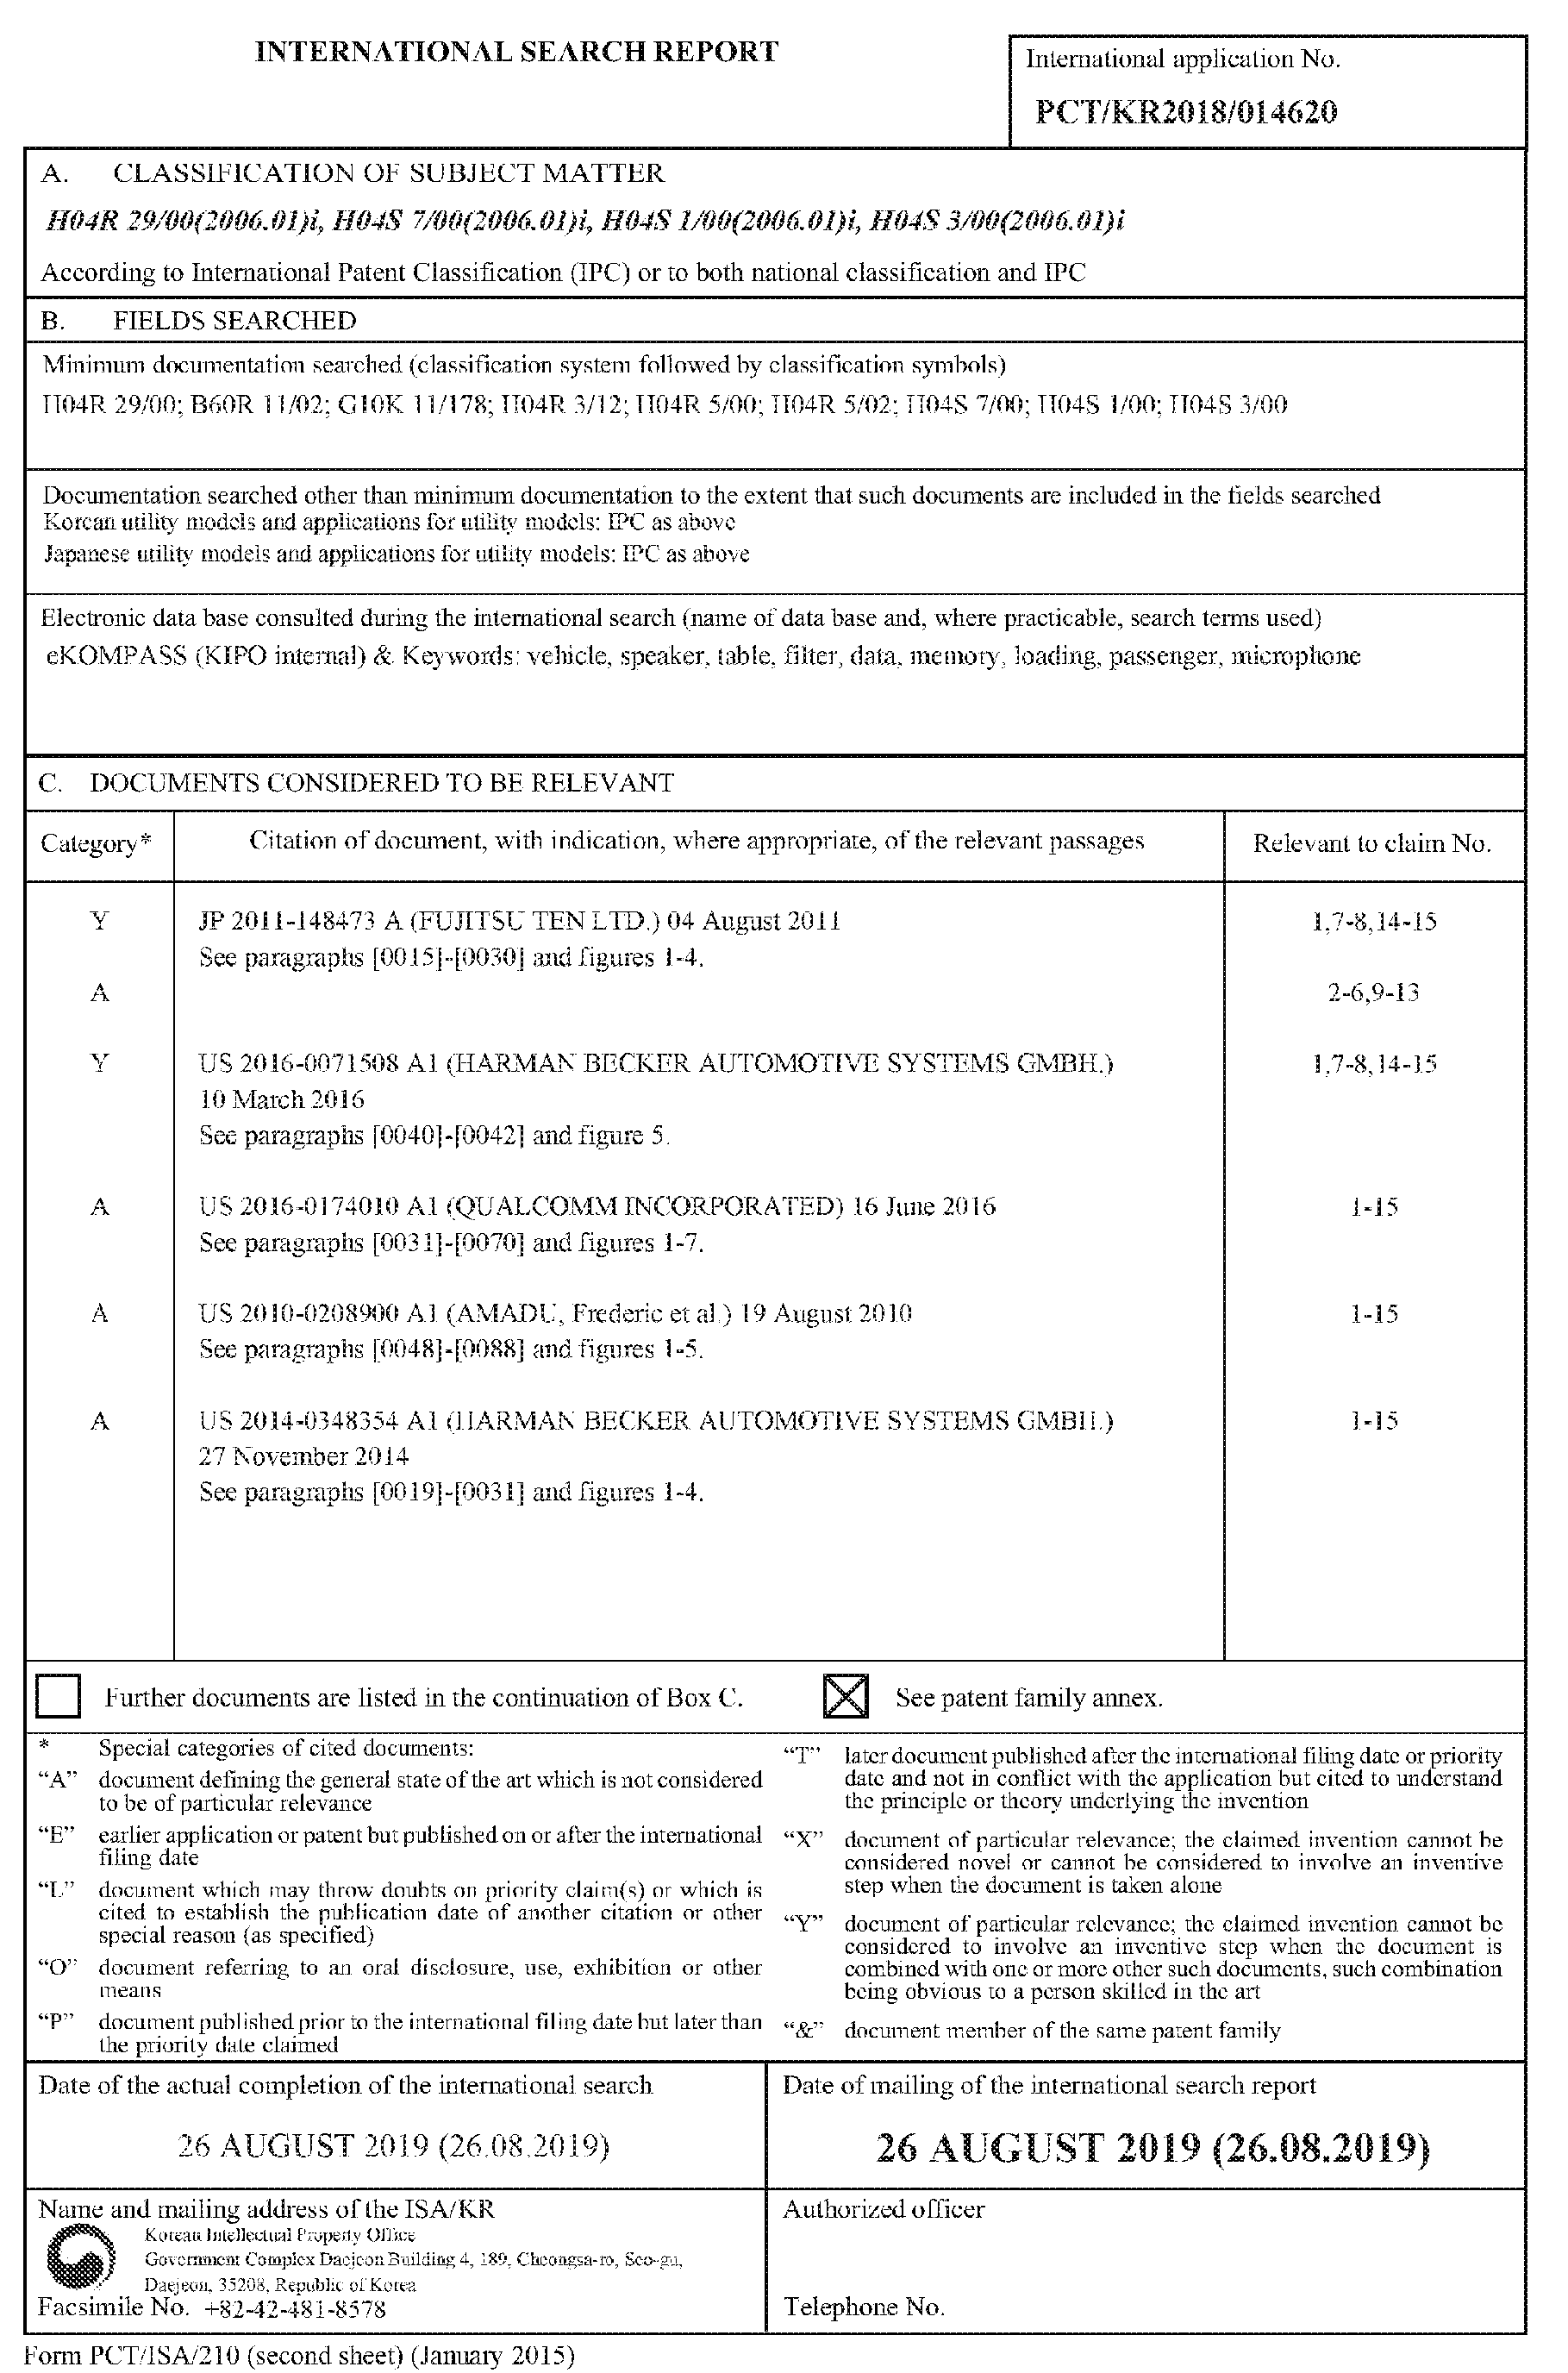 INTERNATIONAL SEARCH REPORT
International application No.
PCT/KR2018/014620
A. CLASSIFICATION OF SUBJECT MATTER
H04R 29/00(2006.01)i, H04S 7/00(2006.01)i, H04S 1/00(2006.01)i, H04S 3/00(2006.01)i
According to International Patent Classification (IPC) or to both national classification and IPC
B. FIELDS SEARCHED
Minimum documentation searched (classification system followed by classification symbols)
H04R 29/00; B60R 11/02; G10K 11/178; H04R 3/12; H04R 5/00; H04R 5/02; H04S 7/00; H04S 1/00; H04S 3/00
Documentation searched other than minimum documentation to the extent that such documents are included in the fields searched
Korean utility models and applications for utility models: IPC as above
Japanese utility models and applications for utility models: IPC as above
Electronic data base consulted during the international search (name of data base and, where practicable, search terms used)
eKOMPASS (KIPO internal) & Keywords: vehicle, speaker, table, filter, data, memory, loading, passenger, microphone
C. DOCUMENTS CONSIDERED TO BE RELEVANT
Category* Citation of document, with indication, where appropriate, of the relevant passages Relevant to claim No.
Y JP 2011-148473 A (FUJITSU TEN LTD.) 04 August 2011 1,7-8,14-15
See paragraphs [0015]-[0030] and figures 1-4.
A 2-6,9-13
Y US 2016-0071508 A1 (HARMAN BECKER AUTOMOTIVE SYSTEMS GMBH.) 1,7-8,14-15
10 March 2016
See paragraphs [0040]-[0042] and figure 5.
A US 2016-0174010 A1 (QUALCOMM INCORPORATED) 16 June 2016 1-15
See paragraphs [0031]-[0070] and figures 1-7.
A US 2010-0208900 A1 (AMADU, Frederic et al.) 19 August 2010 1-15
See paragraphs [0048]-[0088] and figures 1-5.
A US 2014-0348354 A1 (HARMAN BECKER AUTOMOTIVE SYSTEMS GMBH.) 1-15
27 November 2014
See paragraphs [0019]-[0031] and figures 1-4.
Further documents are listed in the continuation of Box C. See patent family annex.
* Special categories of cited documents:
“A” document defining the general state of the art which is not considered
to be of particular relevance
“E” earlier application or patent but published on or after the international
filing date
“L” document which may throw doubts on priority claim(s) or which is
cited to establish the publication date of another citation or other
special reason (as specified)
“O” document referring to an oral disclosure, use, exhibition or other
means
“P” document published prior to the international filing date but later than
the priority date claimed
“T” later document published after the international filing date or priority
date and not in conflict with the application but cited to understand
the principle or theory underlying the invention
“X” document of particular relevance; the claimed invention cannot be
considered novel or cannot be considered to involve an inventive
step when the document is taken alone
“Y” document of particular relevance; the claimed invention cannot be
considered to involve an inventive step when the document is
combined with one or more other such documents, such combination
being obvious to a person skilled in the art
“&” document member of the same patent family
Date of the actual completion of the international search
26 AUGUST 2019 (26.08.2019)
Date of mailing of the international search report
26 AUGUST 2019 (26.08.2019)
Name and mailing address of the ISA/KR
Korean Intellectual Property Office
Government Complex Daejeon Building 4, 189, Cheongsa-ro, Seo-gu,
Daejeon, 35208, Republic of Korea
Facsimile No. +82-42-481-8578
Authorized officer
Telephone No.
Form PCT/ISA/210 (second sheet) (January 2015)